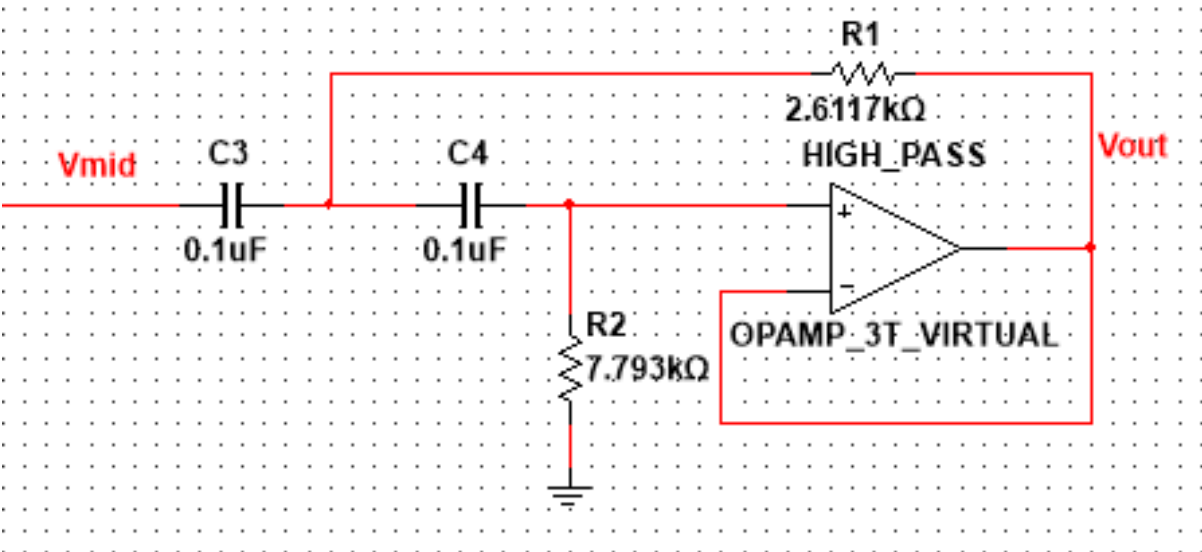 R1
2.6117kΩ
HIGH_PASS
Vout
Vmid
C3
C4
0.1uF
0.1uF
+
−
OPAMP_3T_VIRTUAL
R2
7.793kΩ